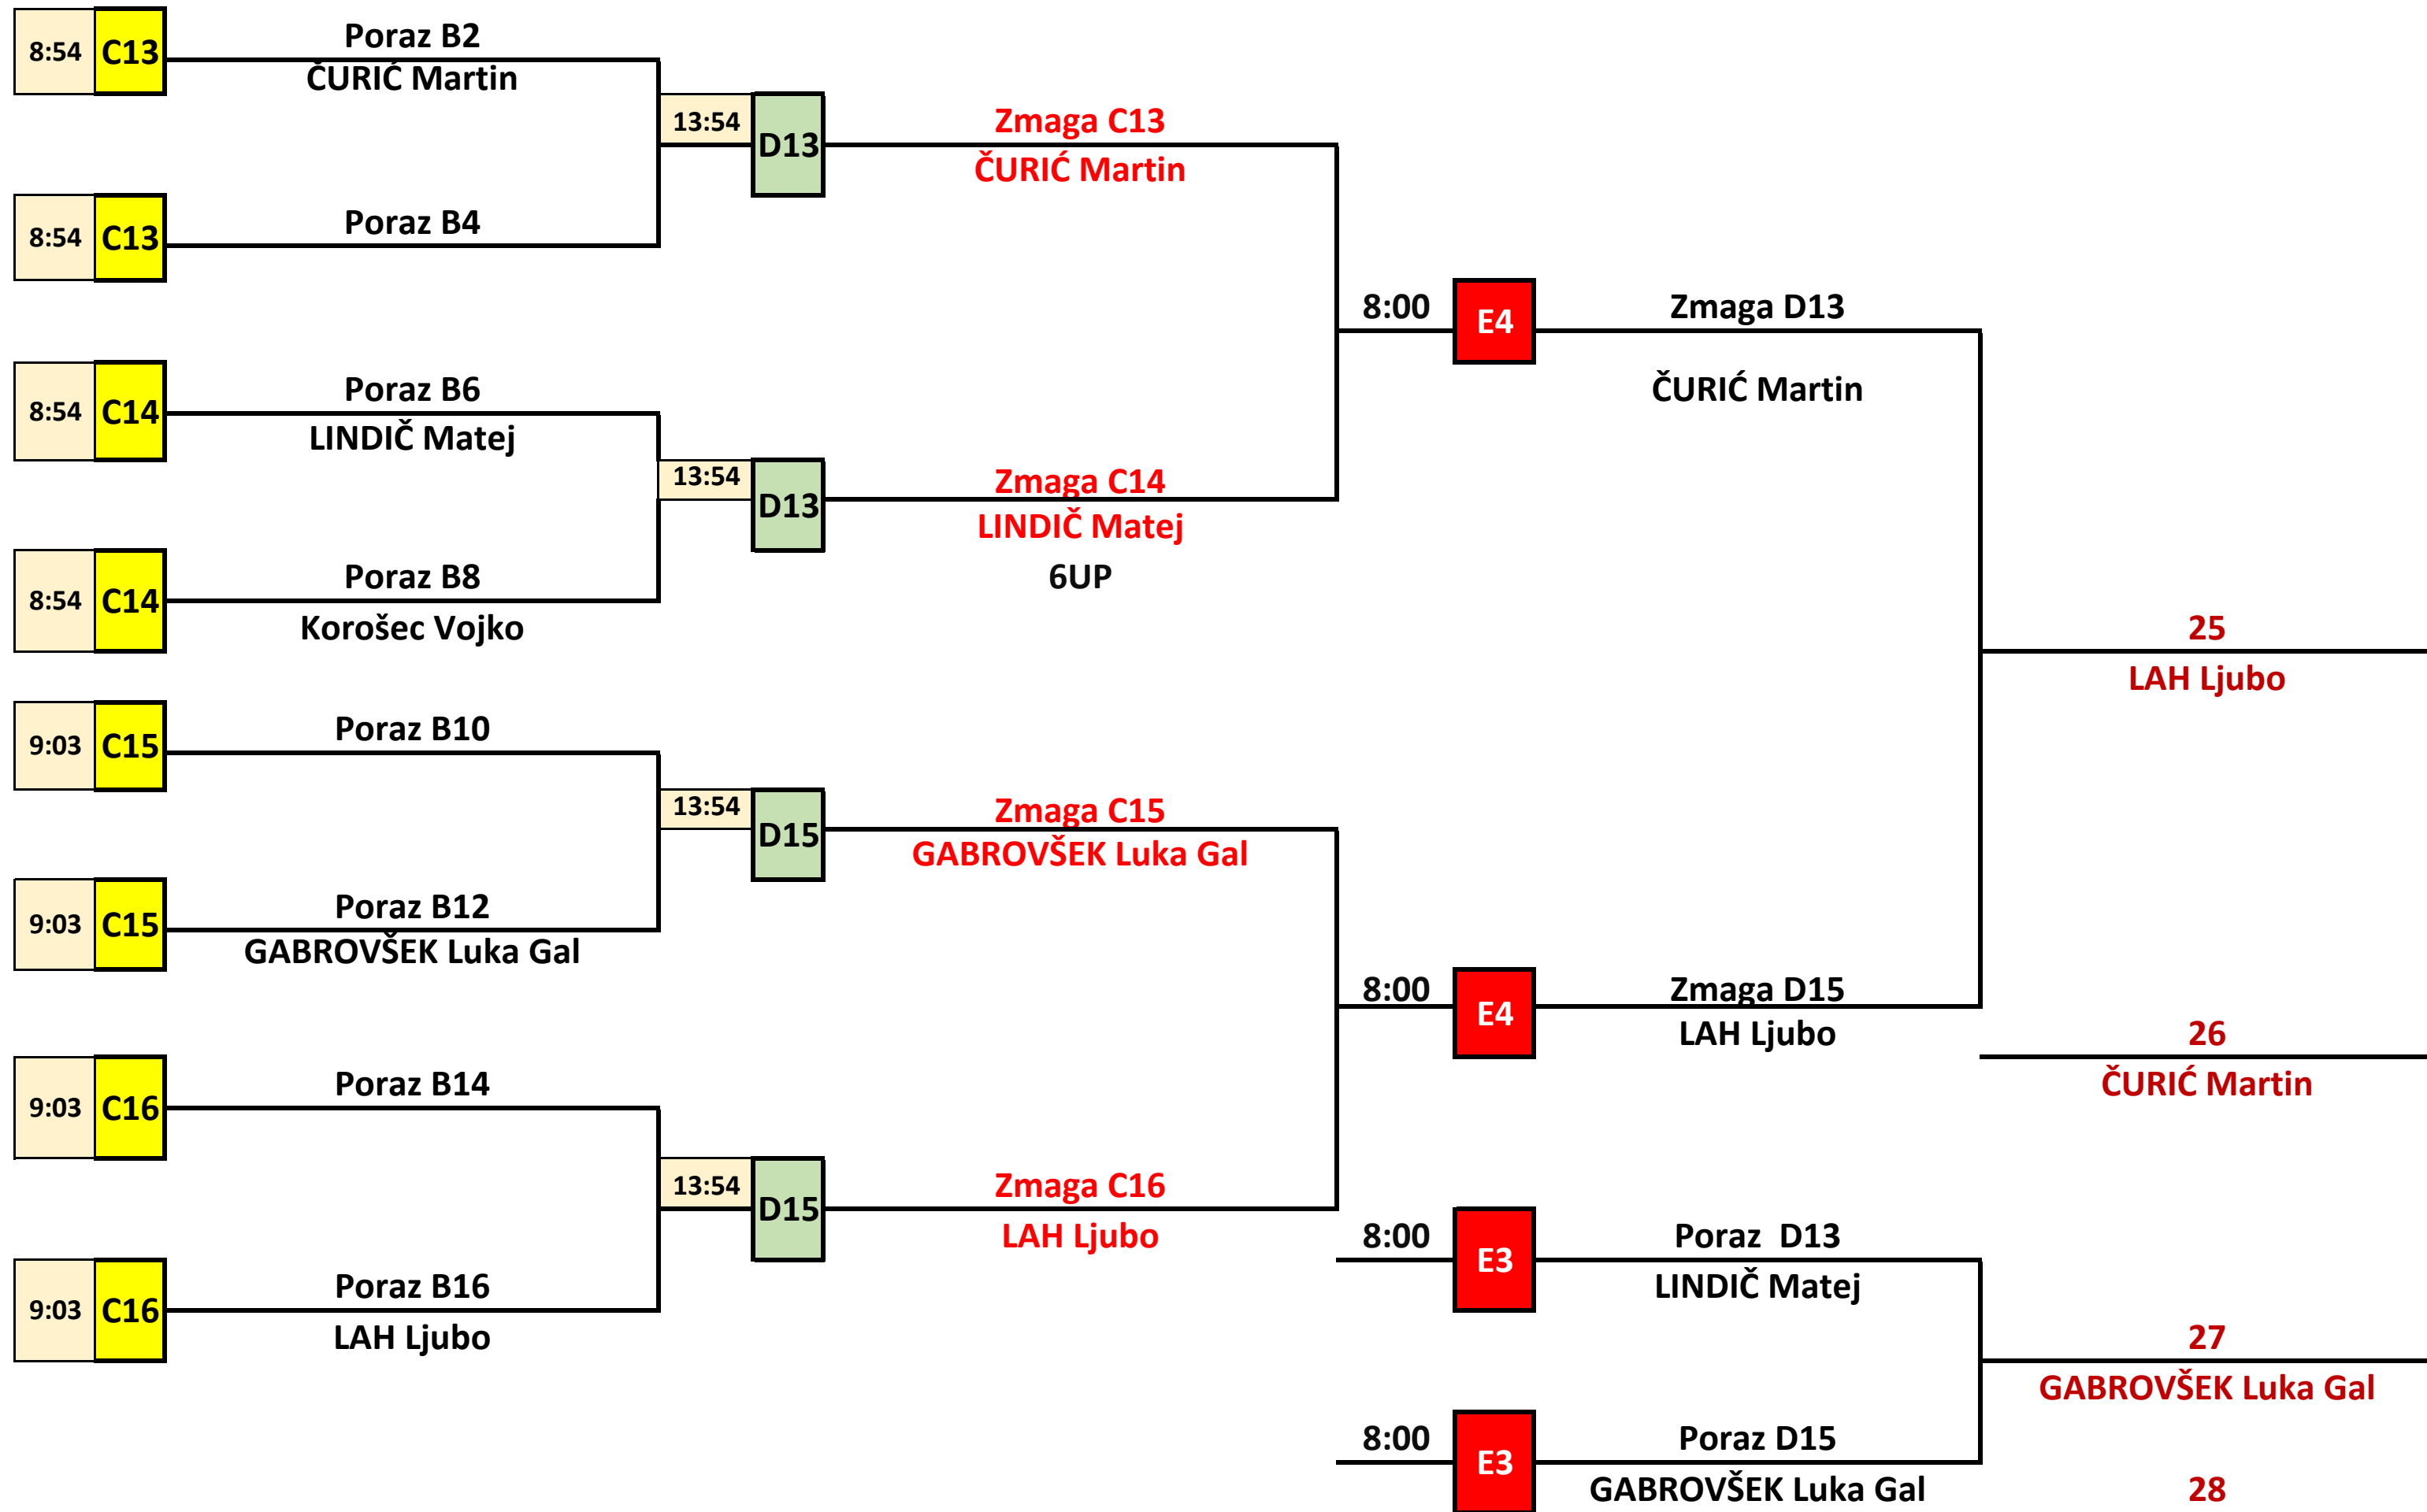 8:54 C13 Poraz B2
ČURIĆ Martin
13:54 D13 Zmaga C13
ČURIĆ Martin
8:54 C13 Poraz B4
8:00 E4 Zmaga D13
ČURIĆ Martin
8:54 C14 Poraz B6
LINDIČ Matej
13:54 D13 Zmaga C14
LINDIČ Matej
6UP
8:54 C14 Poraz B8
Korošec Vojko
25
LAH Ljubo
9:03 C15 Poraz B10
13:54 D15 Zmaga C15
GABROVŠEK Luka Gal
9:03 C15 Poraz B12
GABROVŠEK Luka Gal
8:00 E4 Zmaga D15
LAH Ljubo
26
ČURIĆ Martin
9:03 C16 Poraz B14
13:54 D15 Zmaga C16
LAH Ljubo
8:00 E3 Poraz D13
LINDIČ Matej
9:03 C16 Poraz B16
LAH Ljubo
27
GABROVŠEK Luka Gal
8:00 E3 Poraz D15
GABROVŠEK Luka Gal
28